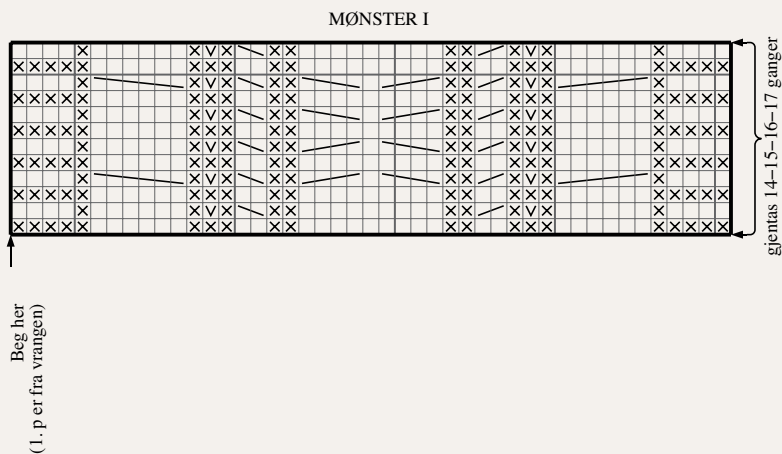 MØNSTER I
gjentas 14–15–16–17 ganger
Beg her
(1. p er fra vrangen)